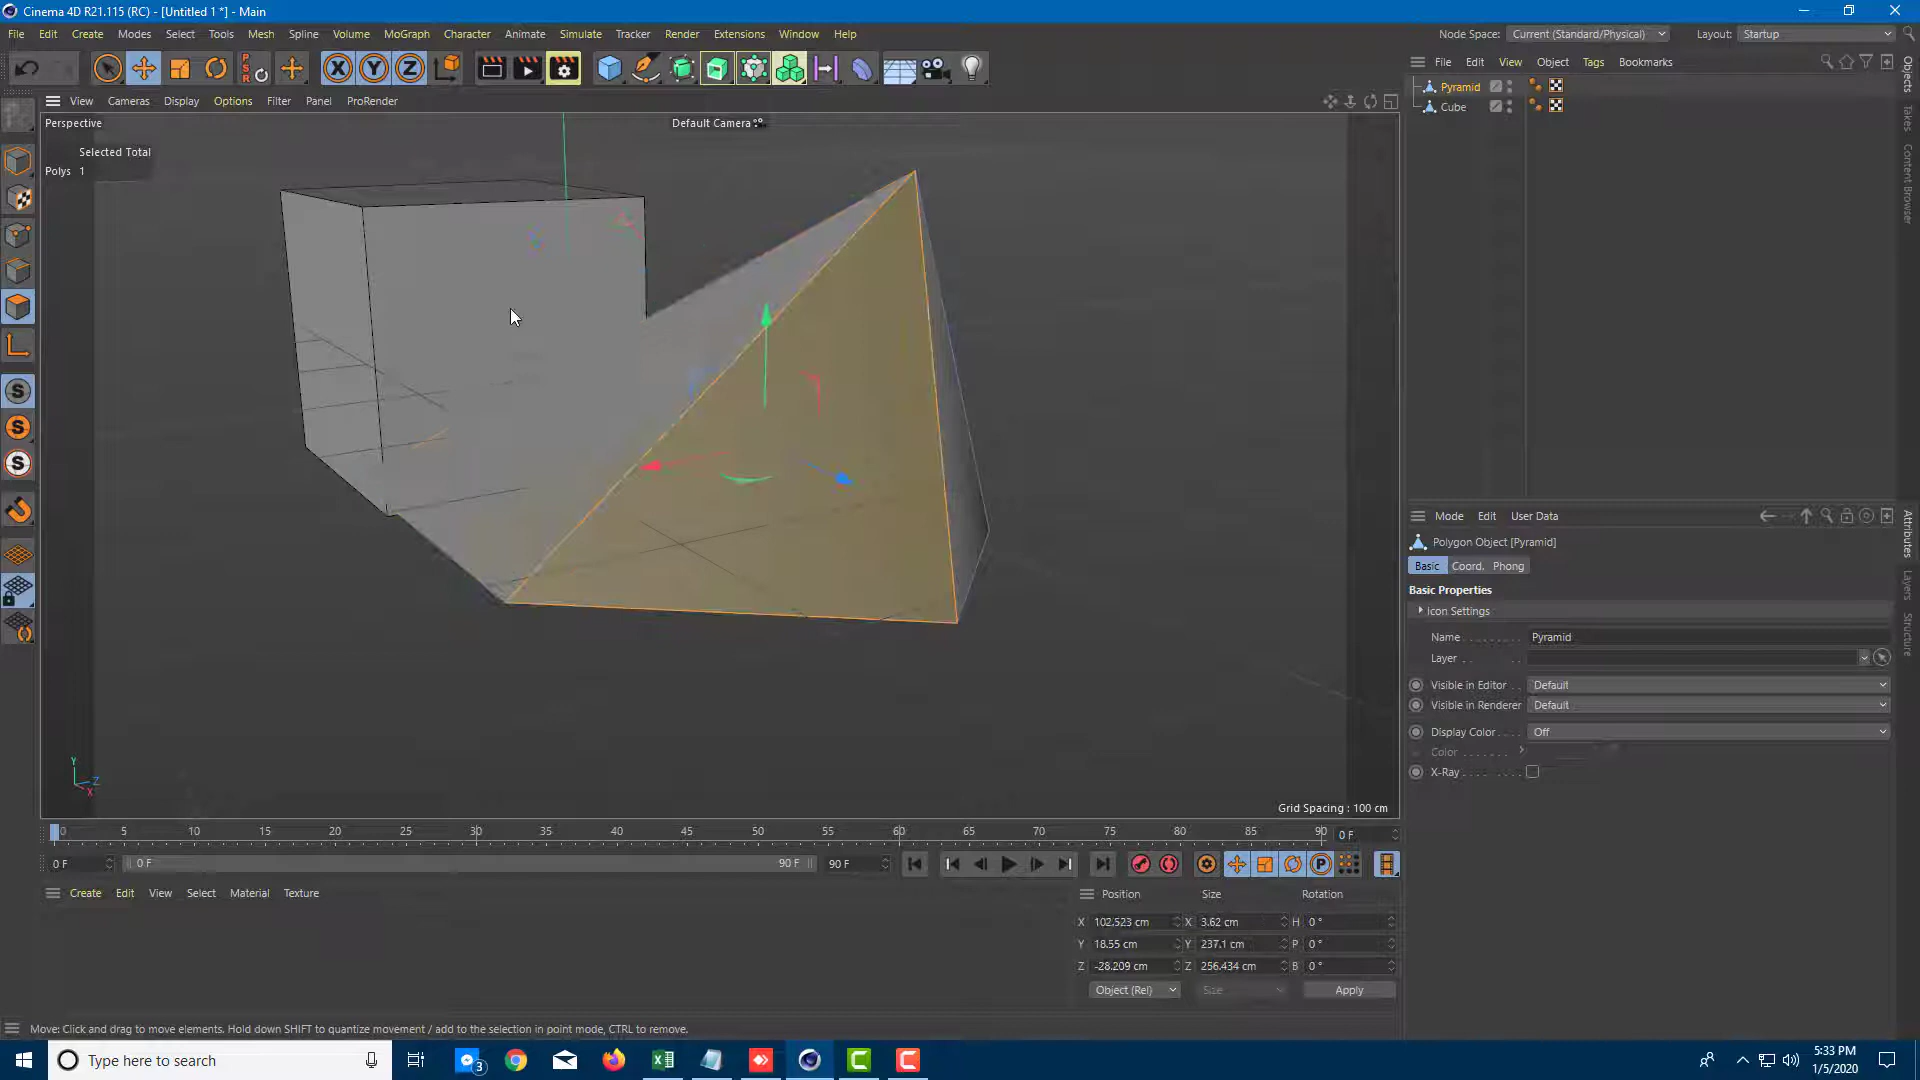 Cinema 4D R21.115 (RC) - [Untitled 1 *] - Main
File Edit Create Modes Select Tools Mesh Spline Volume MoGraph Character Animate Simulate Tracker Render Extensions Window Help Node Space: Current (Standard/Physical) Layout: Startup
X Y Z
P
S
R
File Edit View Object Tags Bookmarks
View Cameras Display Options Filter Panel ProRender
Pyramid
Cube
Perspective
Default Camera
Selected Total
Polys 1
S
S
S
Objects
Takes
Content Browser
Attributes
Layers
Structure
Mode Edit User Data
Polygon Object [Pyramid]
Basic Coord. Phong
Basic Properties
Icon Settings
Name Pyramid
Layer
Visible in Editor Default
Visible in Renderer Default
Display Color Off
Color
X-Ray
Y
Z
X
Grid Spacing : 100 cm
0 5 10 15 20 25 30 35 40 45 50 55 60 65 70 75 80 85 90 0 F
0 F 0 F 90 F 90 F
P
Create Edit View Select Material Texture
Position Size Rotation
X 102.523 cm X 3.62 cm H 0 °
Y 18.55 cm Y 237.1 cm P 0 °
Z -28.209 cm Z 256.434 cm B 0 °
Object (Rel) Size Apply
Move: Click and drag to move elements. Hold down SHIFT to quantize movement / add to the selection in point mode, CTRL to remove.
Type here to search
3
5:33 PM
1/5/2020